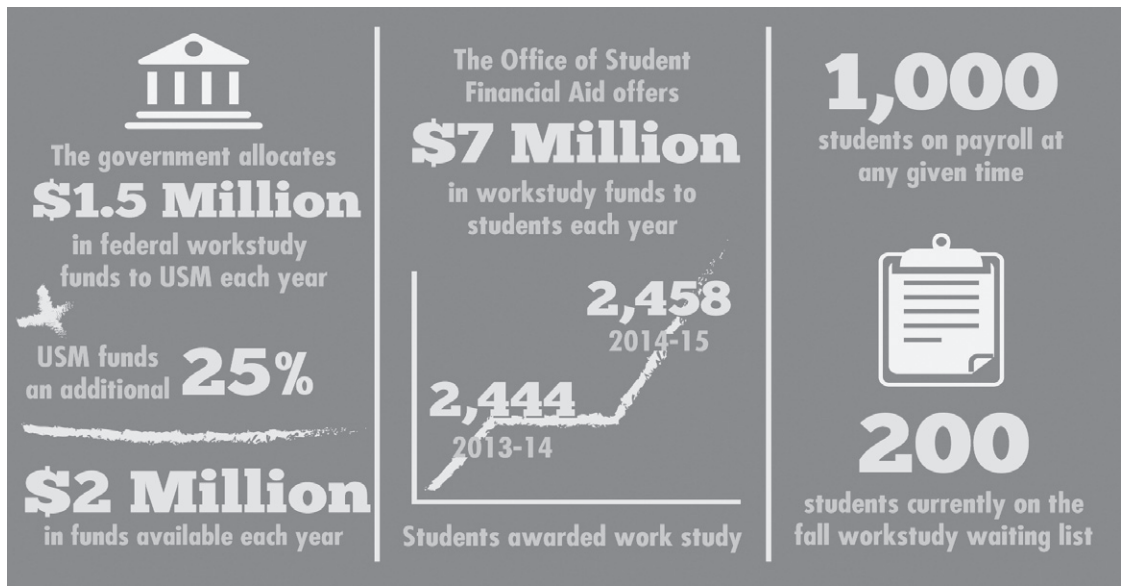 The government allocates
$1.5 Million
in federal workstudy
funds to USM each year
USM funds
an additional
25%
$2 Million
in funds available each year
The Office of Student
Financial Aid offers
$7 Million
in workstudy funds to
students each year
2,458
2014-15
2,444
2013-14
Students awarded work study
1,000
students on payroll at
any given time
200
students currently on the
fall workstudy waiting list